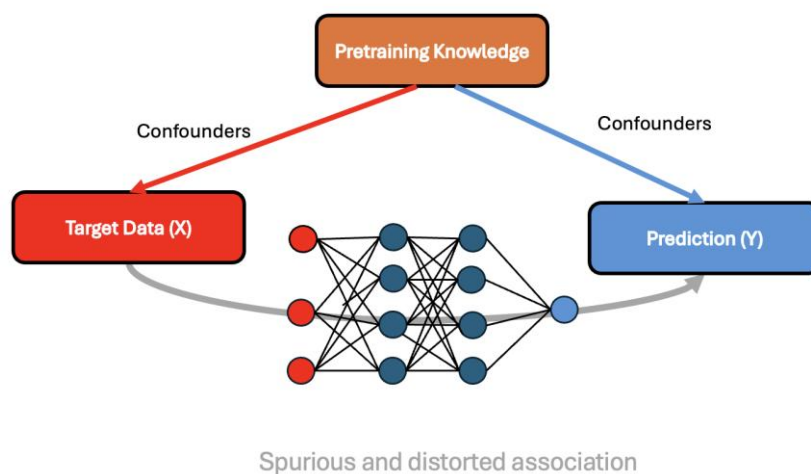 Pretraining Knowledge
Confounders
Confounders
Target Data (X)
Prediction (Y)
Spurious and distorted association